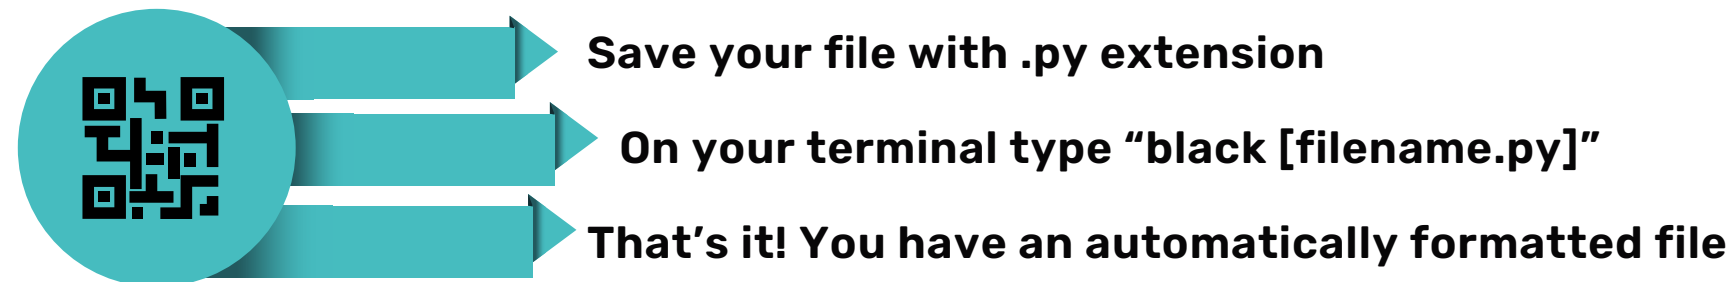 Save your file with .py extension
On your terminal type “black [filename.py]”
That’s it! You have an automatically formatted file